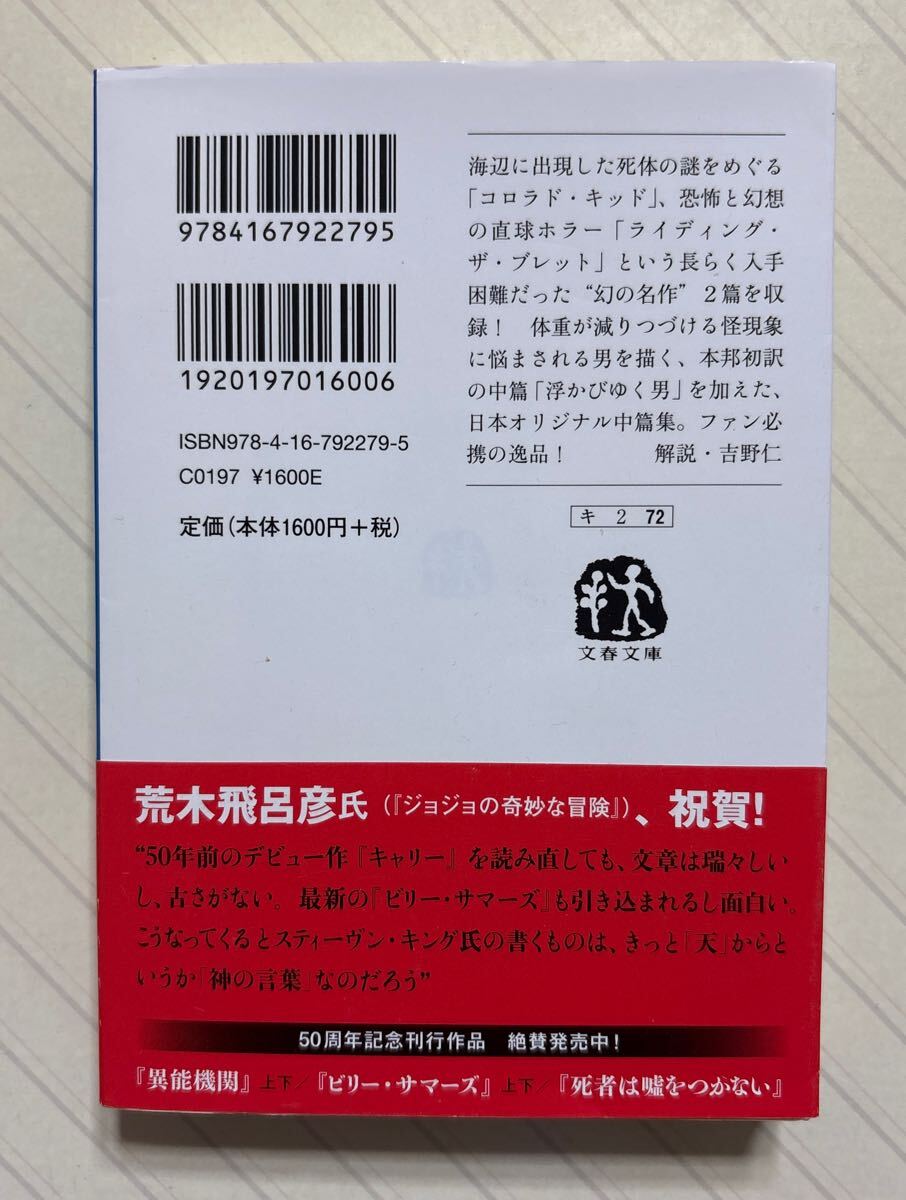 9784167922795
1920197016006
ISBN978-4-16-792279-5
C0197 ¥1600E
定価(本体1600円+税)
海辺に出現した死体の謎をめぐる
「コロラド・キッド」、恐怖と幻想
の直球ホラー「ライディング・
ザ・ブレット」という長らく入手
困難だった“幻の名作”2篇を収
録! 体重が減りつづける怪現象
に悩まされる男を描く、本邦初訳
の中篇「浮かびゆく男」を加えた、
日本オリジナル中篇集。ファン必
携の逸品! 解説・吉野仁
キ 2 72
文春文庫
荒木飛呂彦氏(『ジョジョの奇妙な冒険』)、祝賀!
“50年前のデビュー作『キャリー』を読み直しても、文章は瑞々しい
し、古さがない。最新の『ビリー・サマーズ』も引き込まれるし面白い。
こうなってくるとスティーヴン・キング氏の書くものは、きっと「天」からと
いうか「神の言葉」なのだろう”
50周年記念刊行作品 絶賛発売中!
『異能機関』上下/『ビリー・サマーズ』上下/『死者は嘘をつかない』